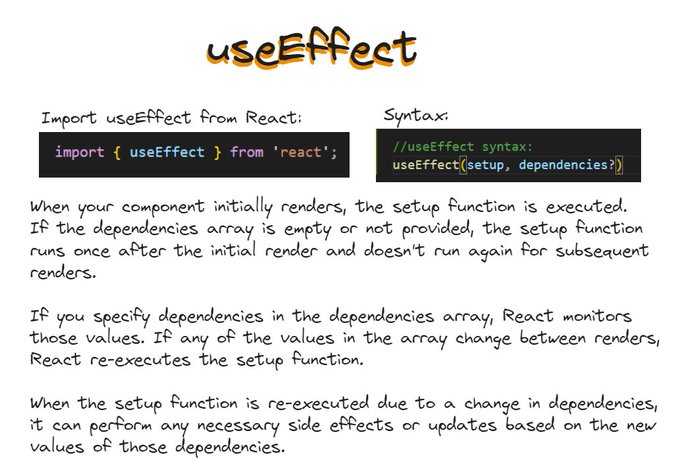 useEffect
Import useEffect from React:
import { useEffect } from 'react';
Syntax:
//useEffect syntax:
useEffect(setup, dependencies?)
When your component initially renders, the setup function is executed.
If the dependencies array is empty or not provided, the setup function
runs once after the initial render and doesn't run again for subsequent
renders.
If you specify dependencies in the dependencies array, React monitors
those values. If any of the values in the array change between renders,
React re-executes the setup function.
When the setup function is re-executed due to a change in dependencies,
it can perform any necessary side effects or updates based on the new
values of those dependencies.